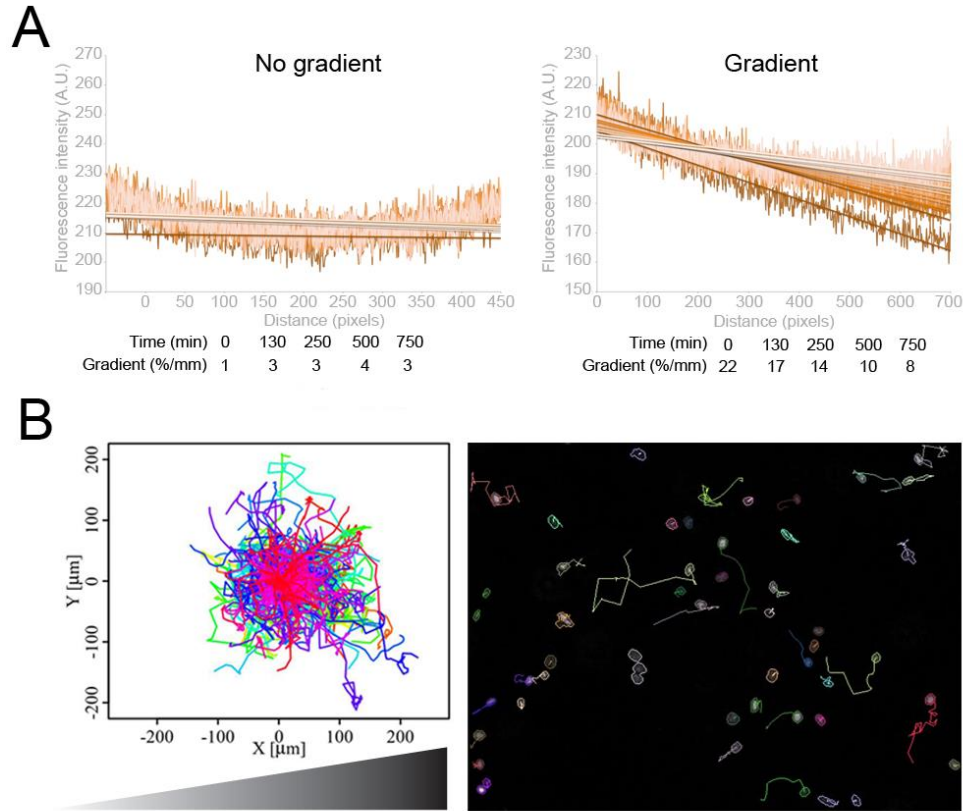 A
No gradient
Fluorescence intensity (A.U.)
270
260
250
240
230
220
210
200
190
0 50 100 150 200 250 300 350 400 450
Distance (pixels)
Time (min) 0 130 250 500 750
Gradient (%/mm) 1 3 3 4 3
Gradient
Fluorescence intensity (A.U.)
230
220
210
200
190
180
170
160
150
0 100 200 300 400 500 600 700
Distance (pixels)
Time (min) 0 130 250 500 750
Gradient (%/mm) 22 17 14 10 8
B
Y [µm]
200
100
0
-100
-200
-200 -100 0 100 200
X [µm]